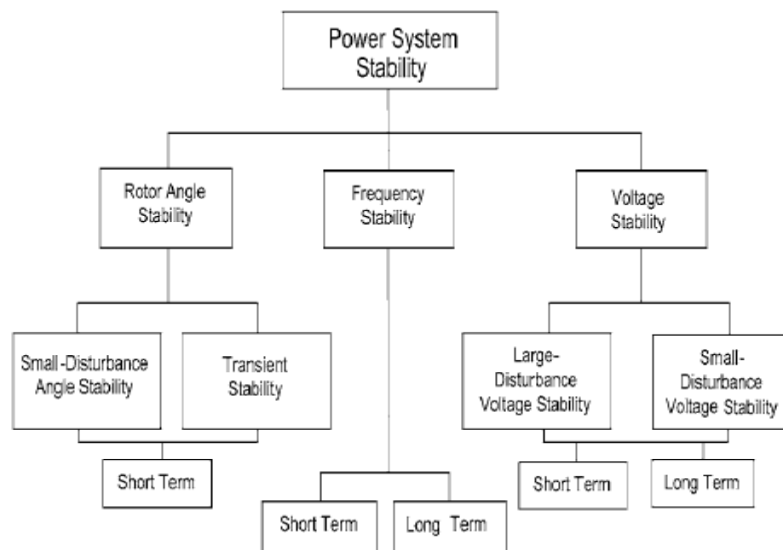 Power System
Stability
Rotor Angle
Stability
Frequency
Stability
Voltage
Stability
Small-Disturbance
Angle Stability
Transient
Stability
Large-
Disturbance
Voltage Stability
Small-
Disturbance
Voltage Stability
Short Term
Short Term
Long Term
Short Term
Long Term